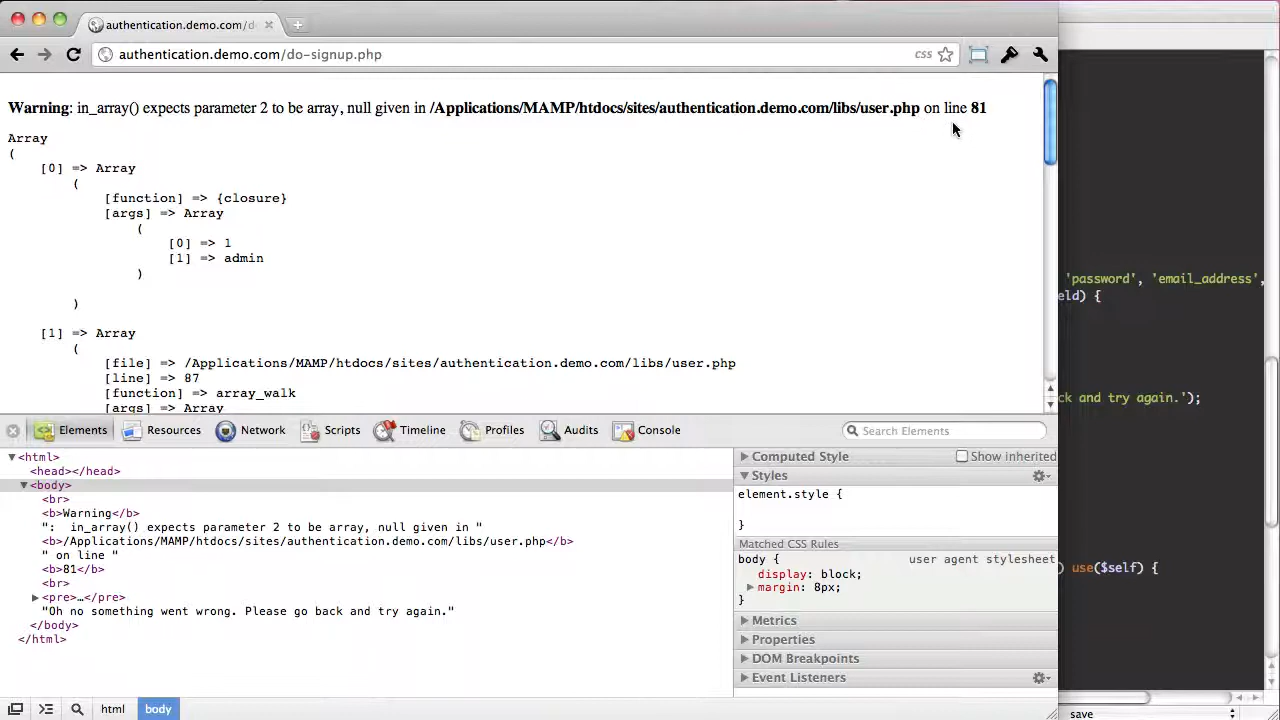 authentication.demo.com/do
authentication.demo.com/do-signup.php
CSS
Warning: in_array() expects parameter 2 to be array, null given in /Applications/MAMP/htdocs/sites/authentication.demo.com/libs/user.php on line 81
Array
(
[0] => Array
(
[function] => {closure}
[args] => Array
(
[0] => 1
[1] => admin
)
)
[1] => Array
(
[file] => /Applications/MAMP/htdocs/sites/authentication.demo.com/libs/user.php
[line] => 87
[function] => array_walk
[args] => Array
'password', 'email_address',
eld) {
ck and try again.');
) use($self) {
save
Elements Resources Network Scripts Timeline Profiles Audits Console Search Elements
<html>
<head></head>
<body>
<br>
<b>Warning</b>
":  in_array() expects parameter 2 to be array, null given in "
<b>/Applications/MAMP/htdocs/sites/authentication.demo.com/libs/user.php</b>
" on line "
<b>81</b>
<br>
<pre>…</pre>
"Oh no something went wrong. Please go back and try again."
</body>
</html>
Computed Style Show inherited
Styles
element.style {
}
Matched CSS Rules
body { user agent stylesheet
display: block;
margin: 8px;
}
Metrics
Properties
DOM Breakpoints
Event Listeners
html body